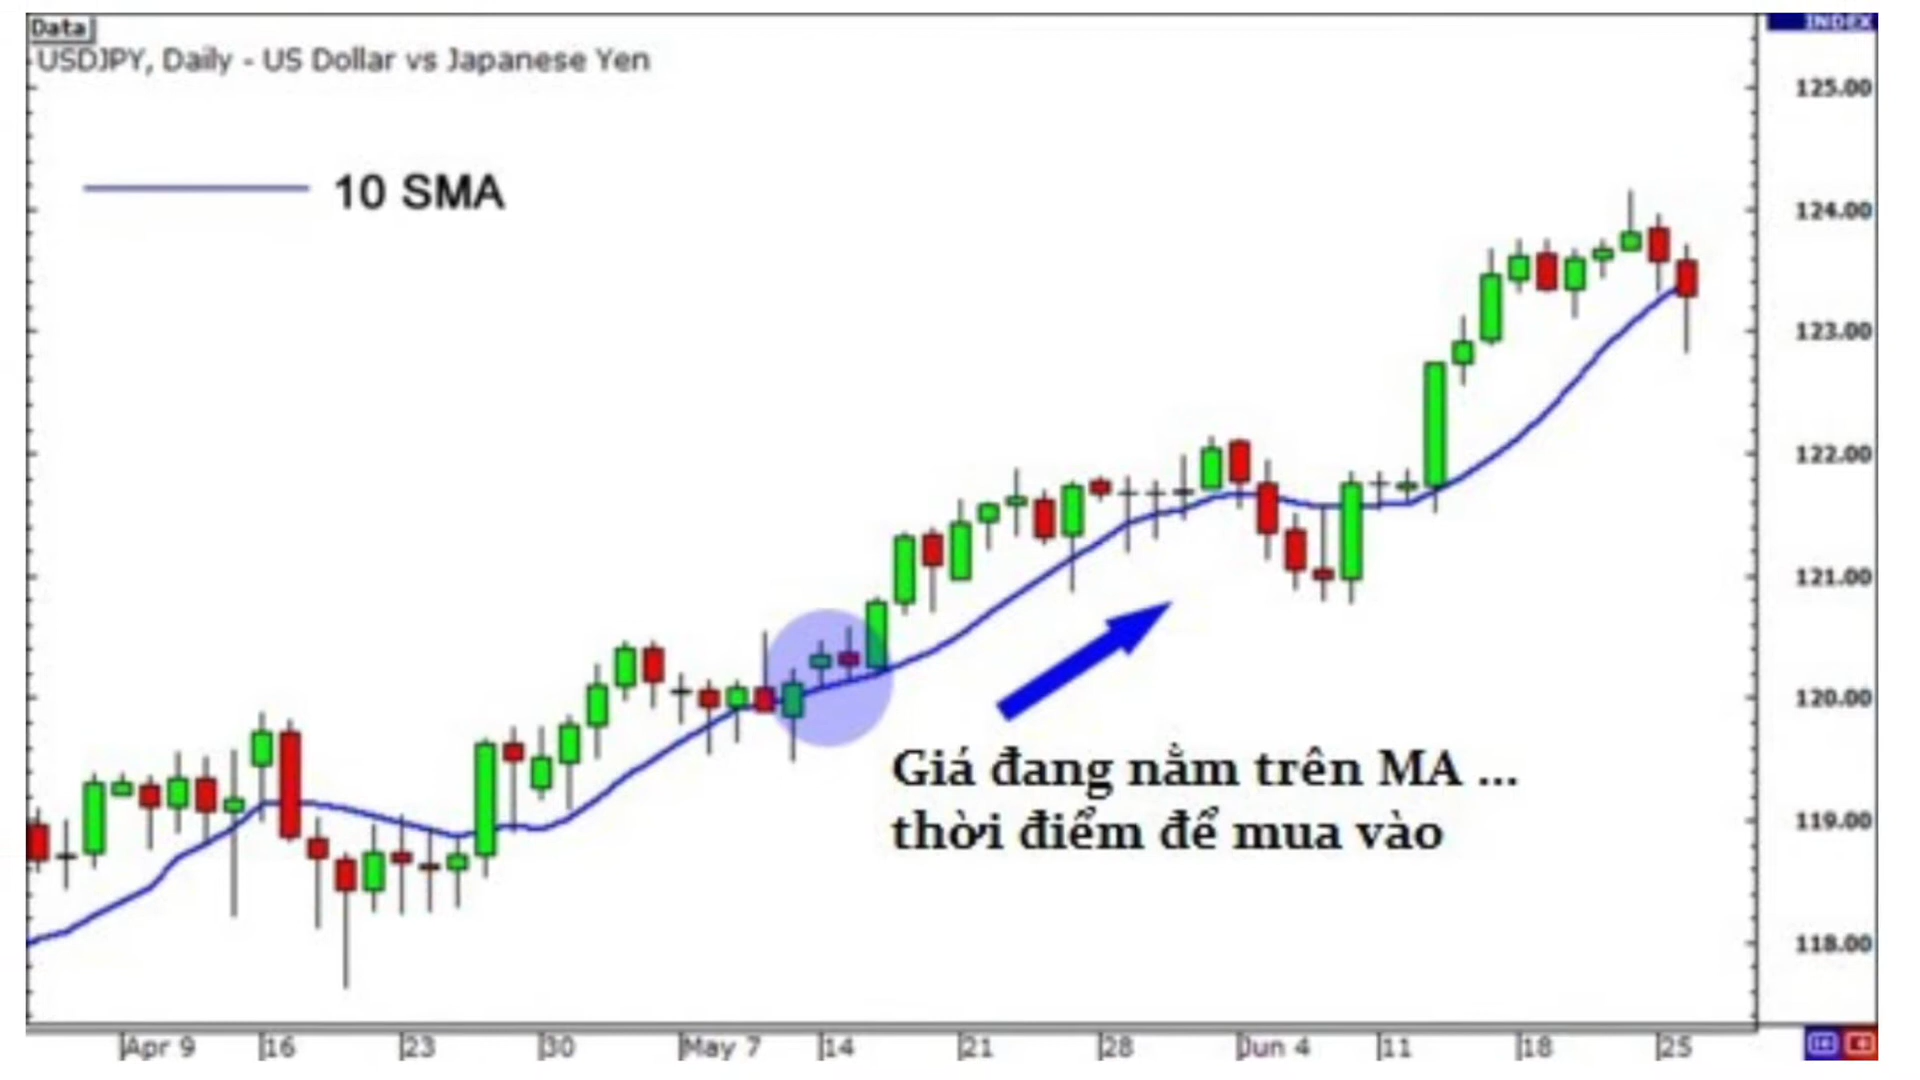 Data
INDEX
USDJPY, Daily - US Dollar vs Japanese Yen
125.00
10 SMA
124.00
123.00
122.00
121.00
120.00
Giá đang nằm trên MA ...
thời điểm để mua vào
119.00
118.00
Apr 9 16 23 30 May 7 14 21 28 Jun 4 11 18 25